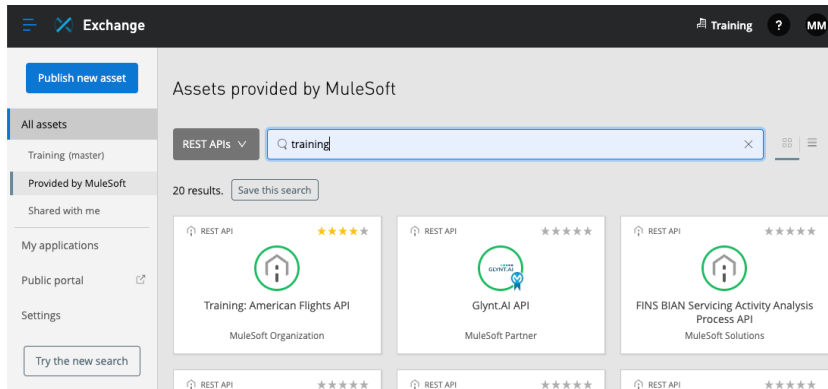 Exchange
Training
?
MM
Publish new asset
All assets
Training (master)
Provided by MuleSoft
Shared with me
My applications
Public portal
Settings
Try the new search
Assets provided by MuleSoft
REST APIs
training
20 results.
Save this search
REST API
Training: American Flights API
MuleSoft Organization
REST API
GLYNT.AI
Glynt.AI API
MuleSoft Partner
REST API
FINS BIAN Servicing Activity Analysis
Process API
MuleSoft Solutions
REST API
REST API
REST API